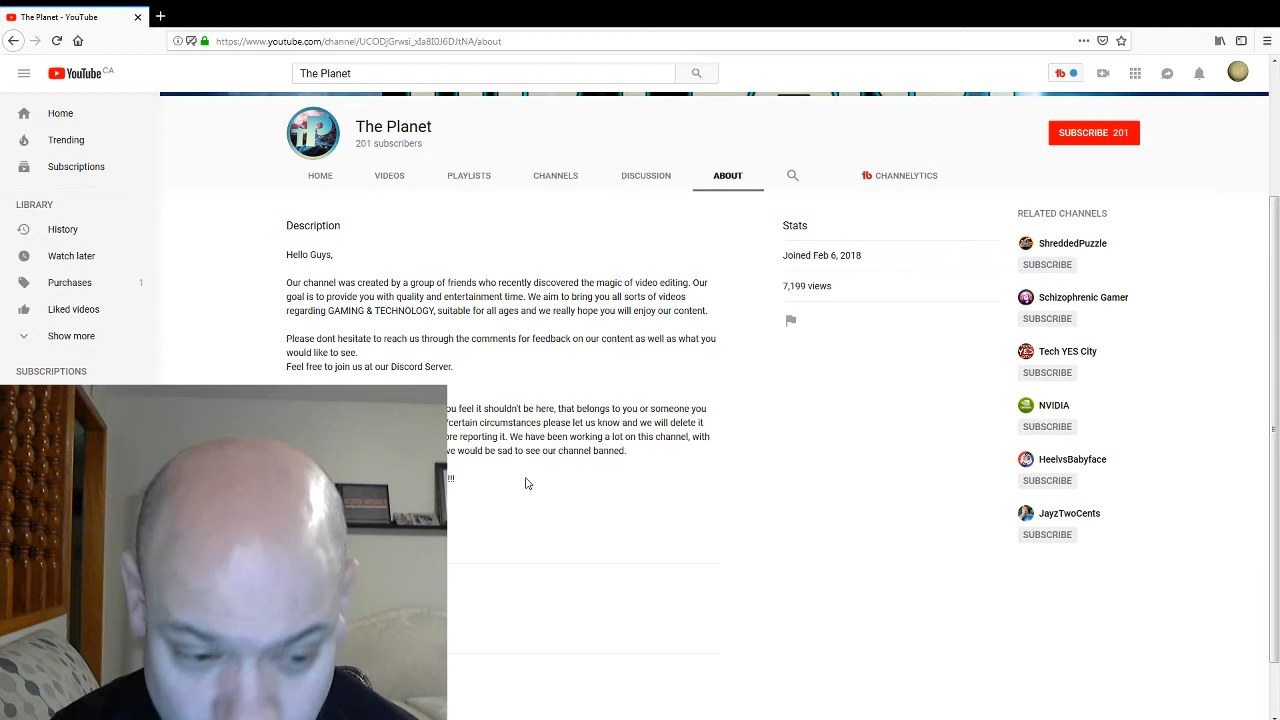 The Planet - YouTube
https://www.youtube.com/channel/UCODjGrwsi_xIa8I0J6DJtNA/about
YouTube CA
The Planet
Home
Trending
Subscriptions
LIBRARY
History
Watch later
Purchases 1
Liked videos
Show more
SUBSCRIPTIONS
tP
The Planet
201 subscribers
SUBSCRIBE 201
HOME VIDEOS PLAYLISTS CHANNELS DISCUSSION ABOUT CHANNELYTICS
Description
Hello Guys,
Our channel was created by a group of friends who recently discovered the magic of video editing. Our
goal is to provide you with quality and entertainment time. We aim to bring you all sorts of videos
regarding GAMING & TECHNOLOGY, suitable for all ages and we really hope you will enjoy our content.
Please dont hesitate to reach us through the comments for feedback on our content as well as what you
would like to see.
Feel free to join us at our Discord Server.
you feel it shouldn't be here, that belongs to you or someone you
certain circumstances please let us know and we will delete it
reporting it. We have been working a lot on this channel, with
we would be sad to see our channel banned.
!!!
Stats
Joined Feb 6, 2018
7,199 views
RELATED CHANNELS
ShreddedPuzzle
SUBSCRIBE
Schizophrenic Gamer
SUBSCRIBE
Tech YES City
SUBSCRIBE
NVIDIA
SUBSCRIBE
HeelvsBabyface
SUBSCRIBE
JayzTwoCents
SUBSCRIBE